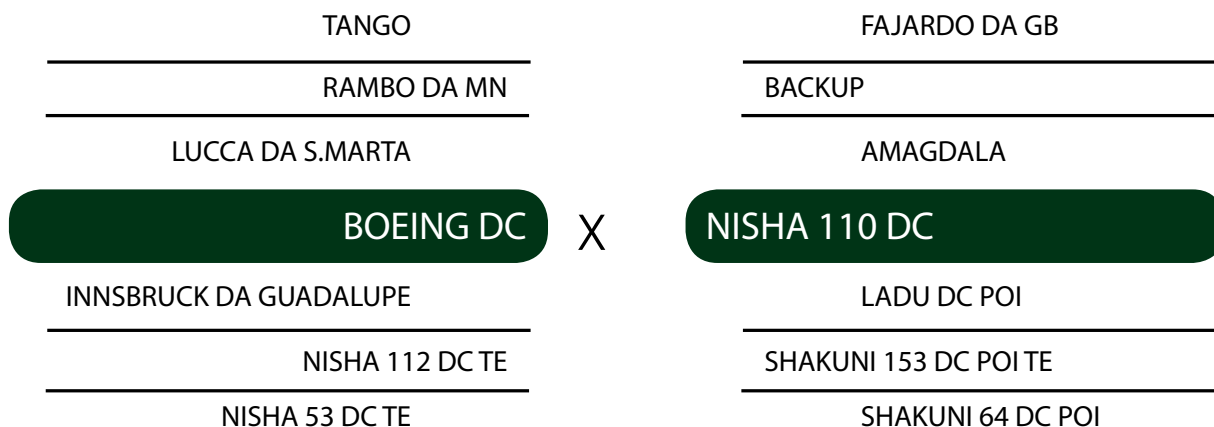 TANGO
RAMBO DA MN
LUCCA DA S.MARTA
BOEING DC
INNSBRUCK DA GUADALUPE
NISHA 112 DC TE
NISHA 53 DC TE
X
FAJARDO DA GB
BACKUP
AMAGDALA
NISHA 110 DC
LADU DC POI
SHAKUNI 153 DC POI TE
SHAKUNI 64 DC POI